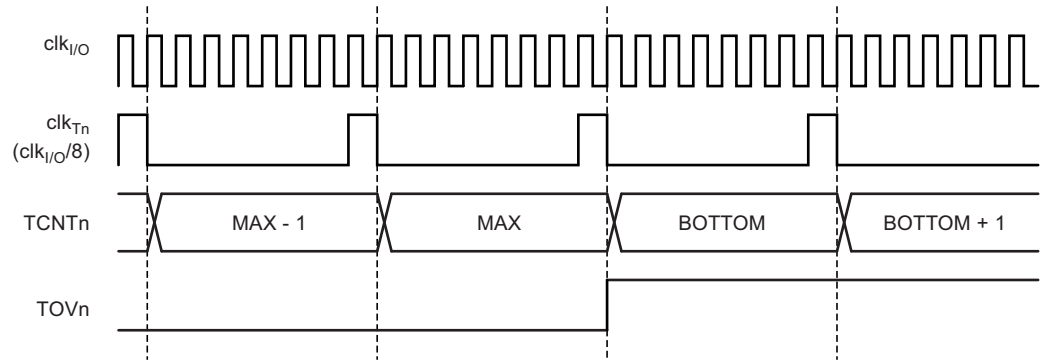 clkI/O
clkTn
(clkI/O/8)
TCNTn MAX - 1 MAX BOTTOM BOTTOM + 1
TOVn